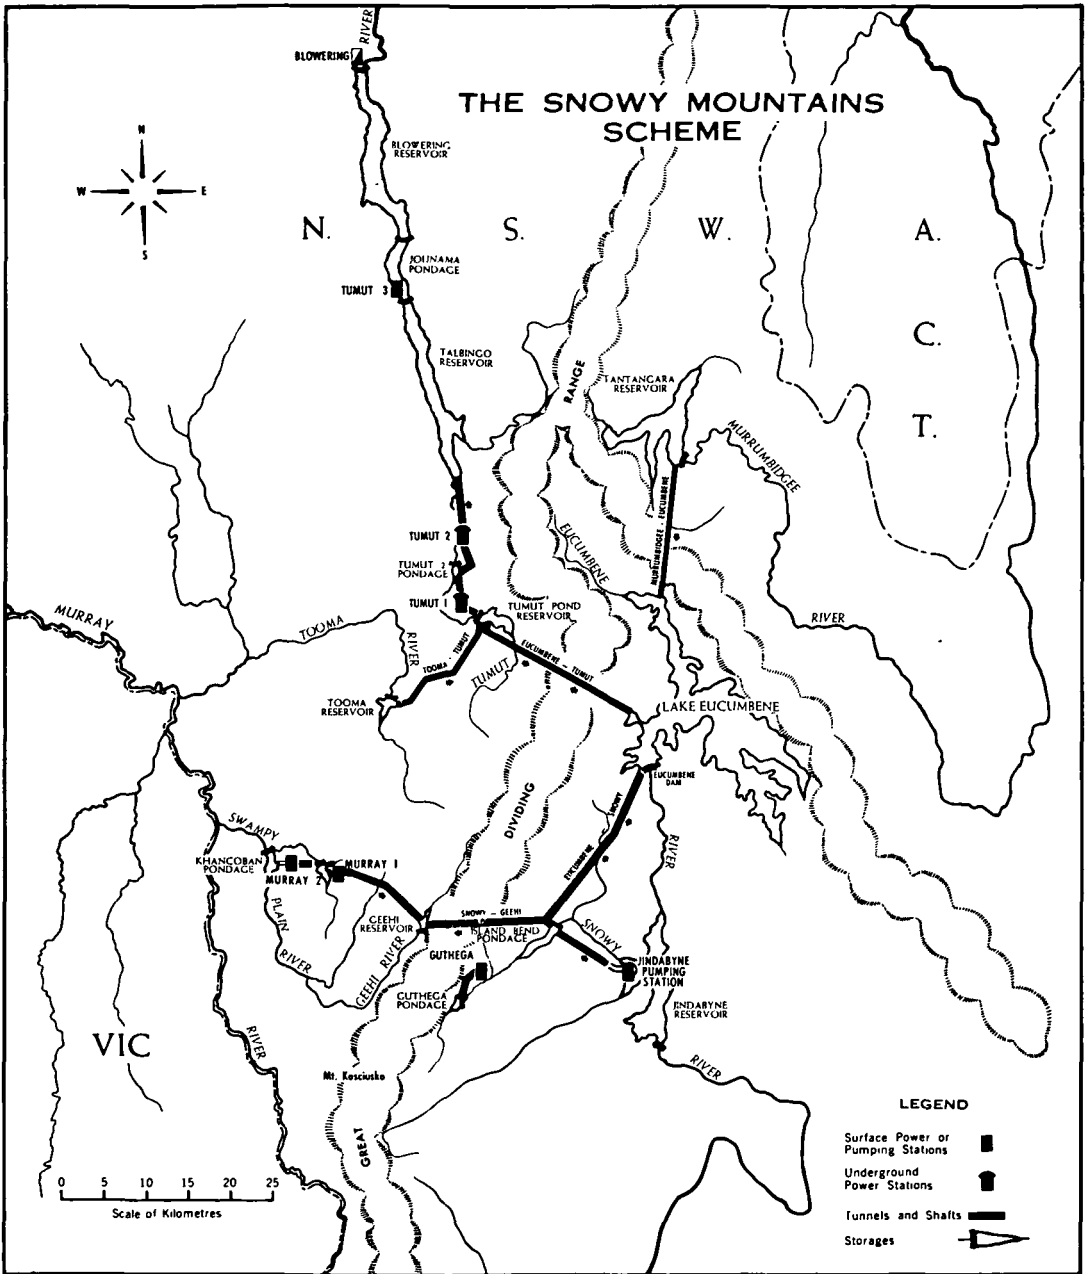 RIVER
BLOWERING
THE SNOWY MOUNTAINS
SCHEME
N
W
E
S
BLOWERING
RESERVOIR
N.
S.
W.
A.
C.
T.
JOUNAMA
PONDAGE
TUMUT 3
TALBINGO
RESERVOIR
RANGE
TANTANGARA
RESERVOIR
MURRUMBIDGEE
MURRUMBIDGEE - EUCUMBENE
EUCUMBENE
TUMUT 2
TUMUT 2
PONDAGE
TUMUT 1
TUMUT POND
RESERVOIR
MURRAY
TOOMA
RIVER
RIVER
TOOMA - TUMUT
TUMUT
EUCUMBENE - TUMUT
TOOMA
RESERVOIR
LAKE EUCUMBENE
EUCUMBENE
DAM
DIVIDING
EUCUMBENE SNOWY
RIVER
SWAMPY
KHANCOBAN
PONDAGE
MURRAY 1
MURRAY 2
PLAIN
RIVER
GEEHI
RESERVOIR
GEEHI RIVER
SNOWY - GEEHI
ISLAND BEND
PONDAGE
SNOWY
GUTHEGA
GUTHEGA
PONDAGE
JINDABYNE
PUMPING
STATION
JINDABYNE
RESERVOIR
VIC
RIVER
Mt. Kosciusko
RIVER
GREAT
LEGEND
Surface Power or
Pumping Stations
Underground
Power Stations
Tunnels and Shafts
Storages
0 5 10 15 20 25
Scale of Kilometres